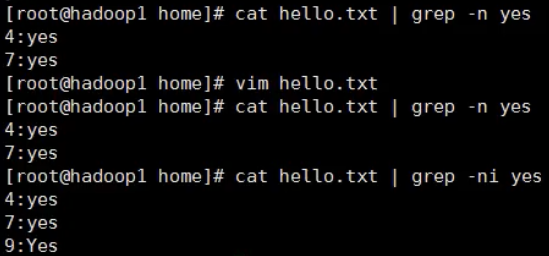 [root@hadoop1 home]# cat hello.txt | grep -n yes
4:yes
7:yes
[root@hadoop1 home]# vim hello.txt
[root@hadoop1 home]# cat hello.txt | grep -n yes
4:yes
7:yes
[root@hadoop1 home]# cat hello.txt | grep -ni yes
4:yes
7:yes
9:Yes